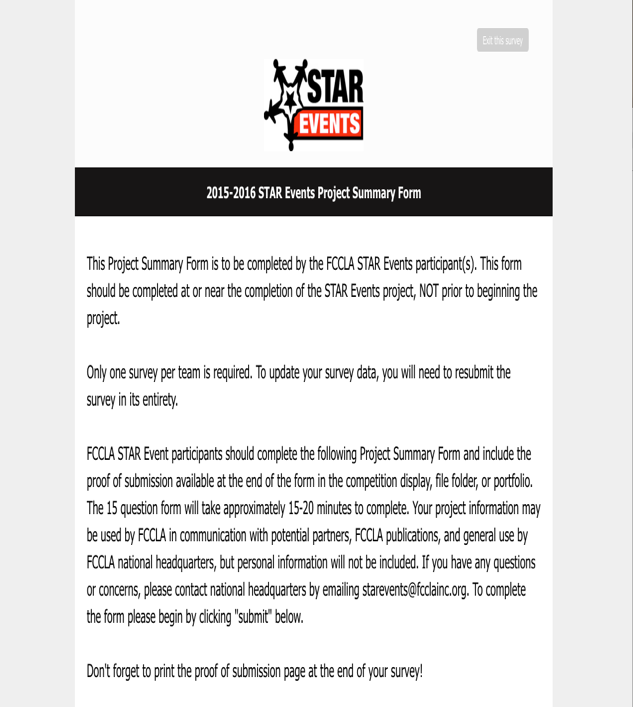 Exit this survey
STAR
EVENTS
2015-2016 STAR Events Project Summary Form
This Project Summary Form is to be completed by the FCCLA STAR Events participant(s). This form
should be completed at or near the completion of the STAR Events project, NOT prior to beginning the
project.
Only one survey per team is required. To update your survey data, you will need to resubmit the
survey in its entirety.
FCCLA STAR Event participants should complete the following Project Summary Form and include the
proof of submission available at the end of the form in the competition display, file folder, or portfolio.
The 15 question form will take approximately 15-20 minutes to complete. Your project information may
be used by FCCLA in communication with potential partners, FCCLA publications, and general use by
FCCLA national headquarters, but personal information will not be included. If you have any questions
or concerns, please contact national headquarters by emailing starevents@fcclainc.org. To complete
the form please begin by clicking "submit" below.
Don't forget to print the proof of submission page at the end of your survey!